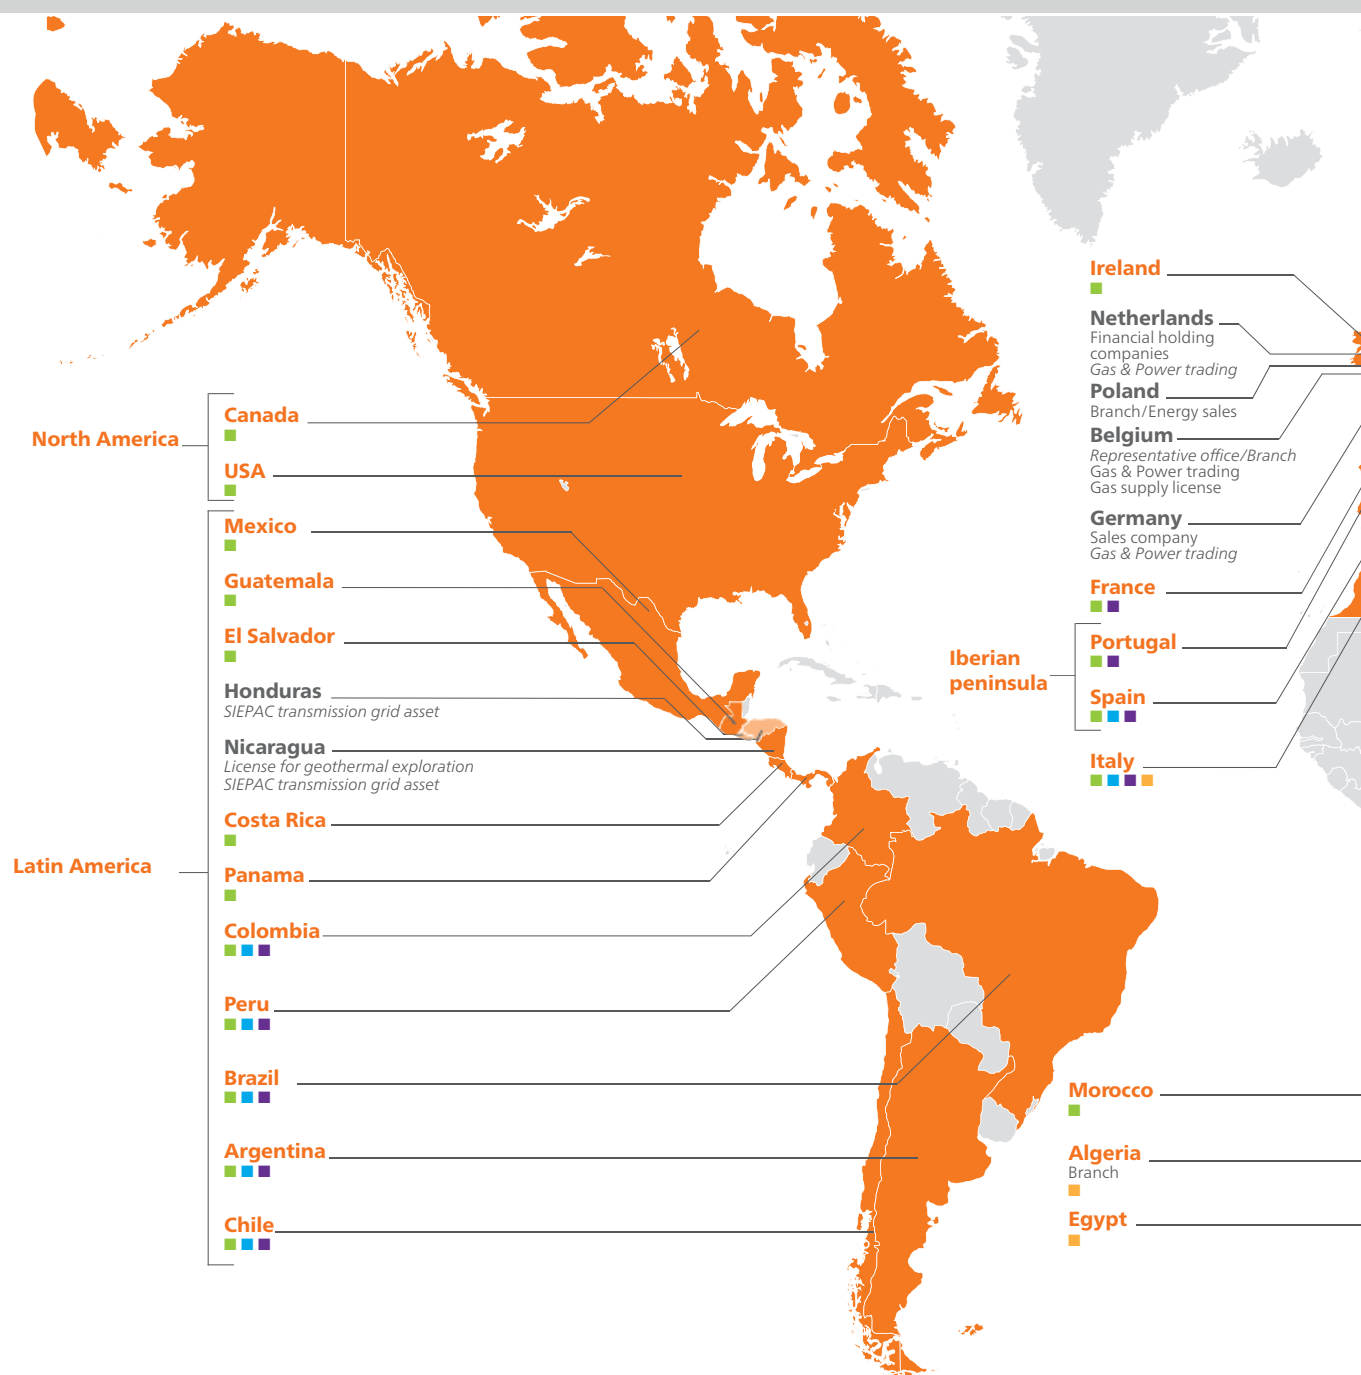 North America
Canada
USA
Latin America
Mexico
Guatemala
El Salvador
Honduras
SIEPAC transmission grid asset
Nicaragua
License for geothermal exploration
SIEPAC transmission grid asset
Costa Rica
Panama
Colombia
Peru
Brazil
Argentina
Chile
Ireland
Netherlands
Financial holding
companies
Gas & Power trading
Poland
Branch/Energy sales
Belgium
Representative office/Branch
Gas & Power trading
Gas supply license
Germany
Sales company
Gas & Power trading
France
Iberian
peninsula
Portugal
Spain
Italy
Morocco
Algeria
Branch
Egypt